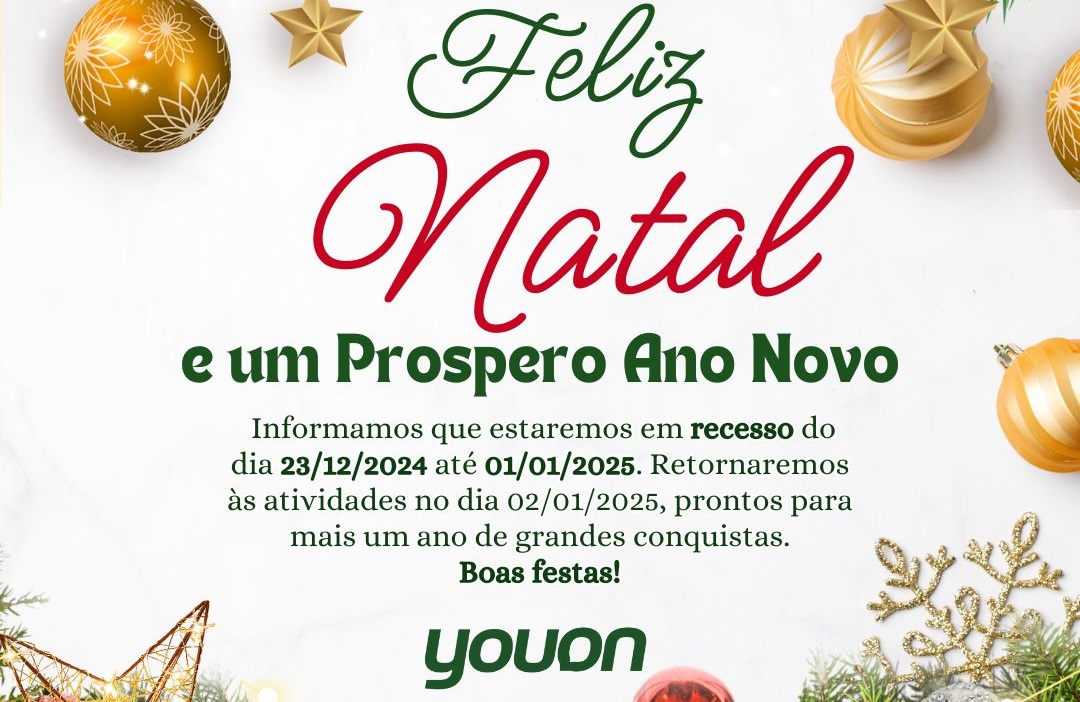 Feliz
Natal
e um Prospero Ano Novo
Informamos que estaremos em recesso do
dia 23/12/2024 até 01/01/2025. Retornaremos
às atividades no dia 02/01/2025, prontos para
mais um ano de grandes conquistas.
Boas festas!
youon